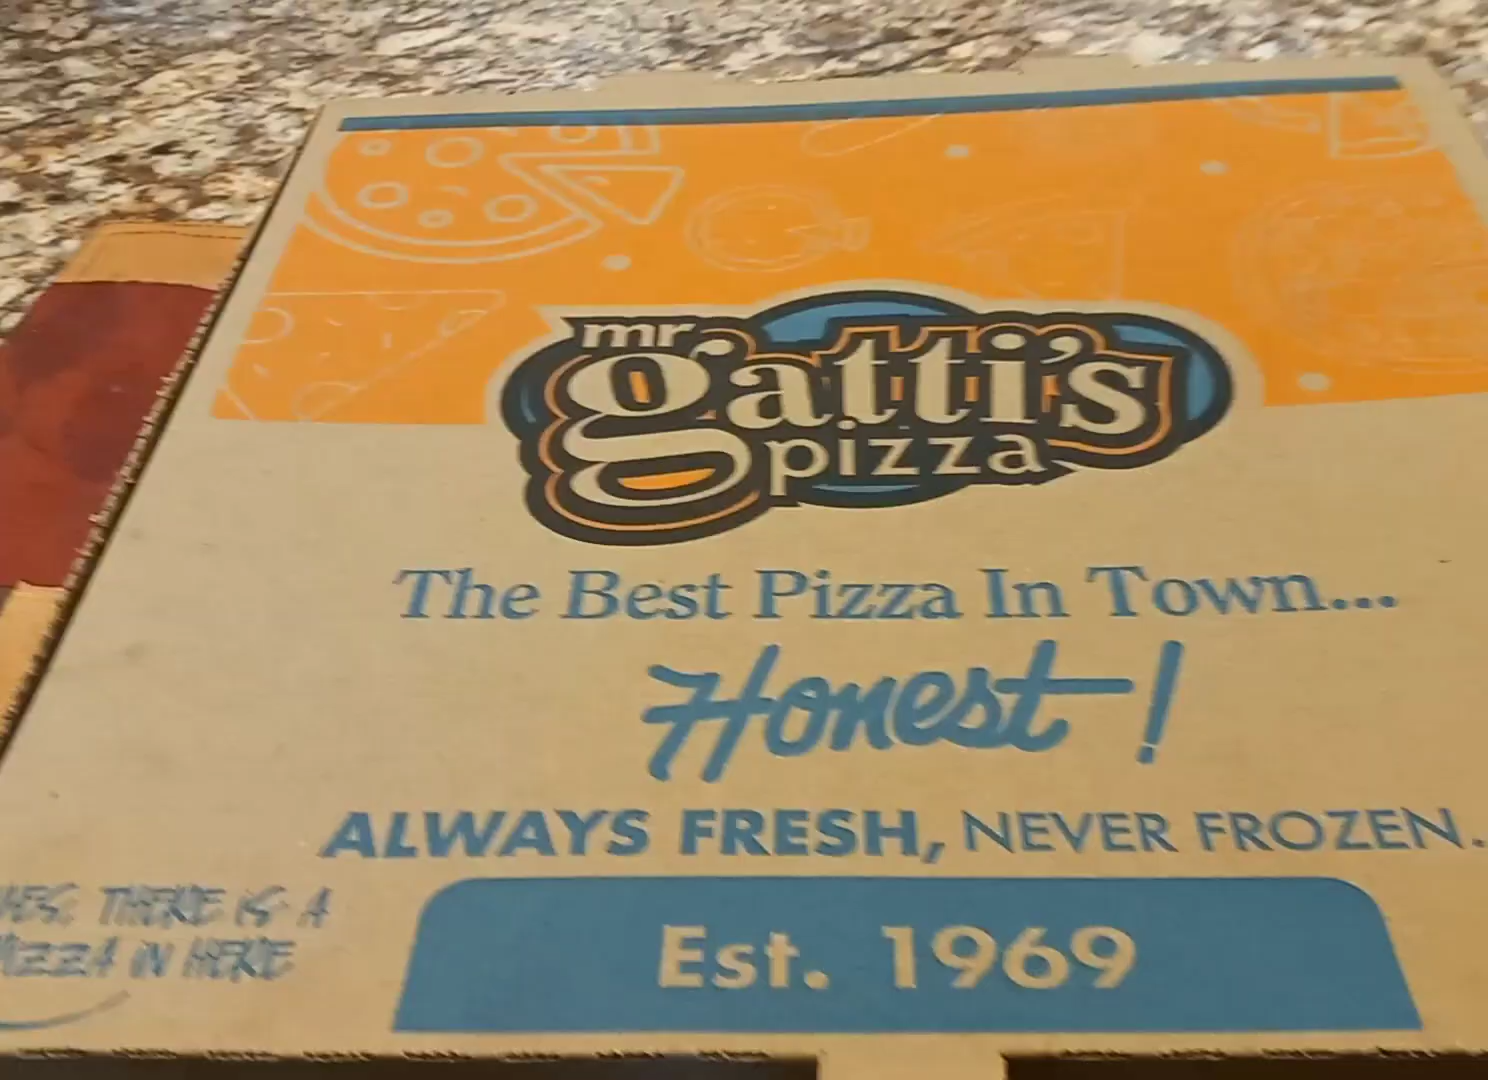 mr.
gatti's
pizza
The Best Pizza In Town...
Honest!
ALWAYS FRESH, NEVER FROZEN.
THERE IS A
PIZZA IN HERE
Est. 1969